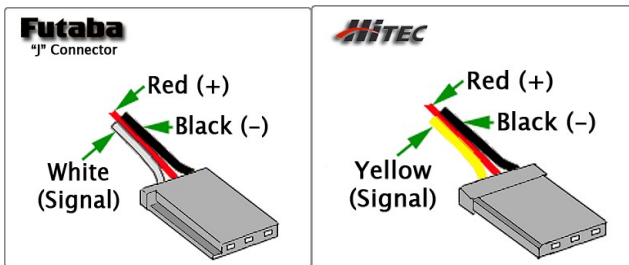 Futaba
"J" Connector
Red (+)
Black (-)
White
(Signal)
HiTEC
Red (+)
Black (-)
Yellow
(Signal)